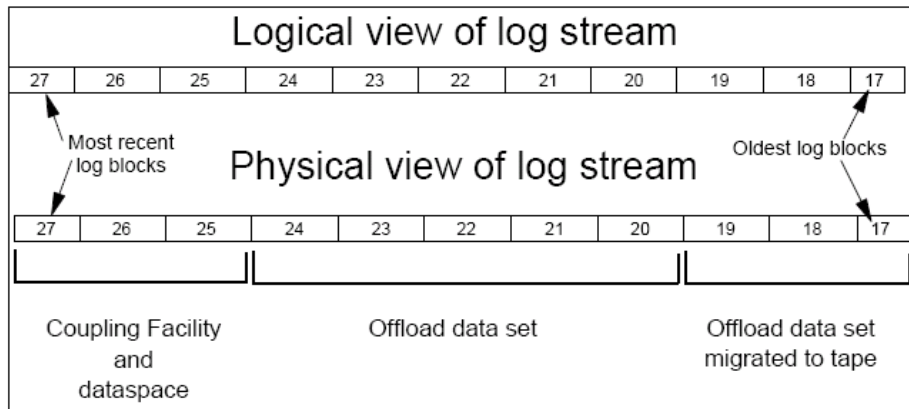 Logical view of log stream
27 26 25 24 23 22 21 20 19 18 17
Most recent
log blocks
Oldest log blocks
Physical view of log stream
27 26 25 24 23 22 21 20 19 18 17
Coupling Facility
and
dataspace
Offload data set
Offload data set
migrated to tape